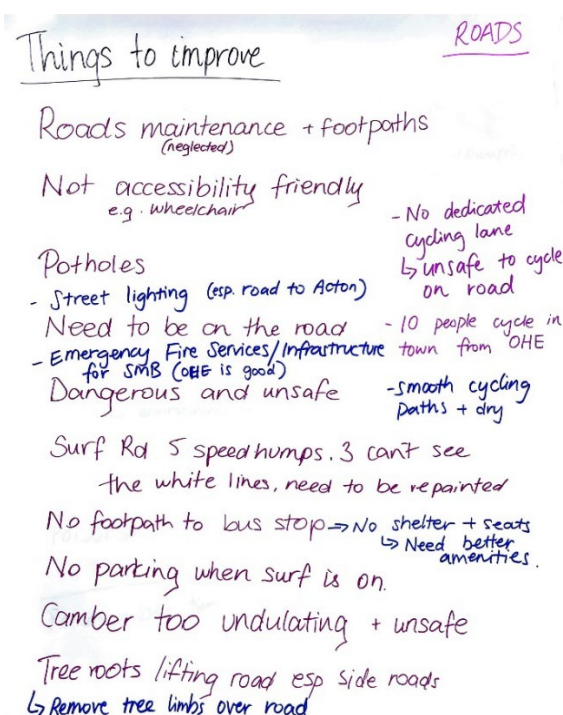 ROADS
Things to improve
Roads maintenance + footpaths
(neglected)
Not accessibility friendly
e.g. wheelchair
- No dedicated
cycling lane
↳ unsafe to cycle
on road
Potholes
- Street lighting (esp. road to Acton)
Need to be on the road
- 10 people cycle in
town from OHE
- Emergency Fire Services/Infrastructure
for SMB (OHE is good)
Dangerous and unsafe
- smooth cycling
paths + dry
Surf Rd 5 speedhumps. 3 can't see
the white lines, need to be repainted
No footpath to bus stop → No shelter + seats
↳ Need better
amenities.
No parking when surf is on.
Camber too undulating + unsafe
Tree roots lifting road esp side roads
↳ Remove tree limbs over road